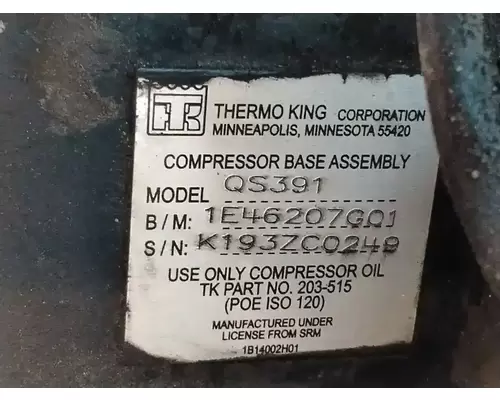 TK
THERMO KING CORPORATION
MINNEAPOLIS, MINNESOTA 55420
COMPRESSOR BASE ASSEMBLY
MODEL QS391
B/M: 1E46207G01
S/N: K193ZC0249
USE ONLY COMPRESSOR OIL
TK PART NO. 203-515
(POE ISO 120)
MANUFACTURED UNDER
LICENSE FROM SRM
1B14002H01